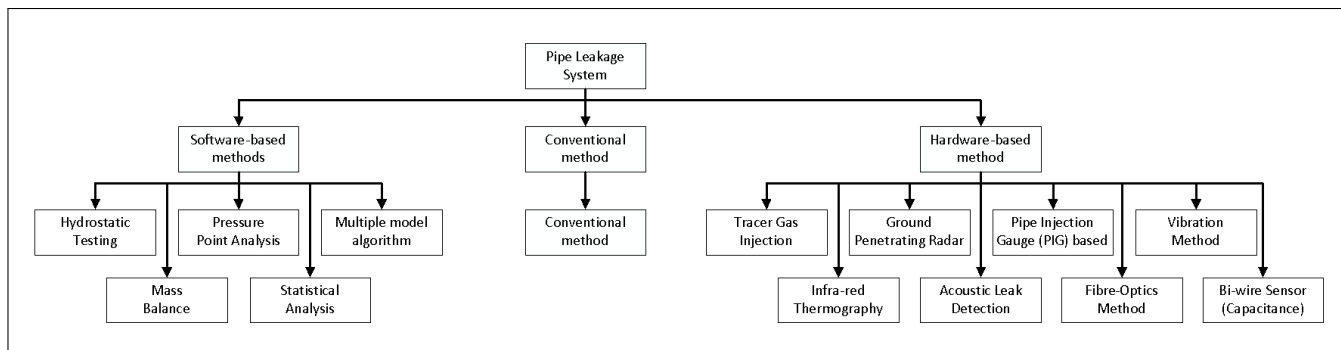 Pipe Leakage
System
Software-based
methods
Conventional
method
Hardware-based
method
Hydrostatic
Testing
Pressure
Point Analysis
Multiple model
algorithm
Conventional
method
Tracer Gas
Injection
Ground
Penetrating Radar
Pipe Injection
Gauge (PIG) based
Vibration
Method
Mass
Balance
Statistical
Analysis
Infra-red
Thermography
Acoustic Leak
Detection
Fibre-Optics
Method
Bi-wire Sensor
(Capacitance)